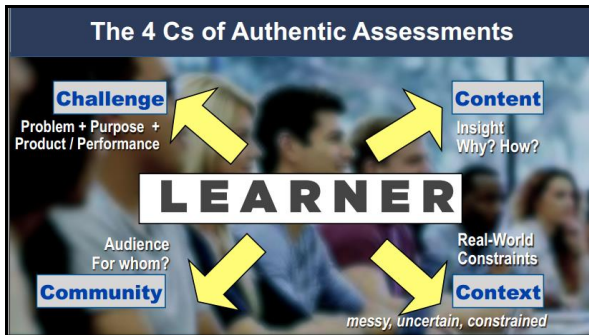 The 4 Cs of Authentic Assessments
Challenge
Problem + Purpose +
Product / Performance
Content
Insight
Why? How?
LEARNER
Audience
For whom?
Community
Real-World
Constraints
Context
messy, uncertain, constrained